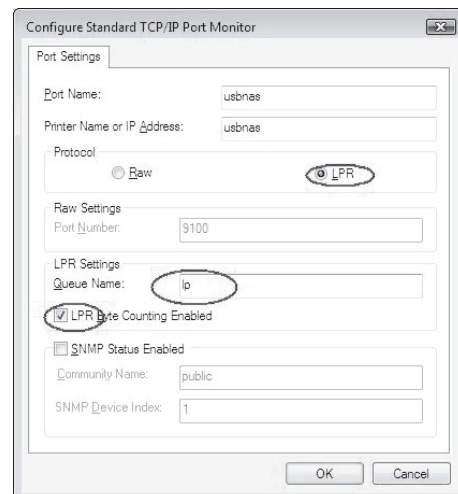 Configure Standard TCP/IP Port Monitor
Port Settings
Port Name: usbnas
Printer Name or IP Address: usbnas
Protocol
Raw LPR
Raw Settings
Port Number: 9100
LPR Settings
Queue Name: lp
LPR Byte Counting Enabled
SNMP Status Enabled
Community Name: public
SNMP Device Index: 1
OK Cancel